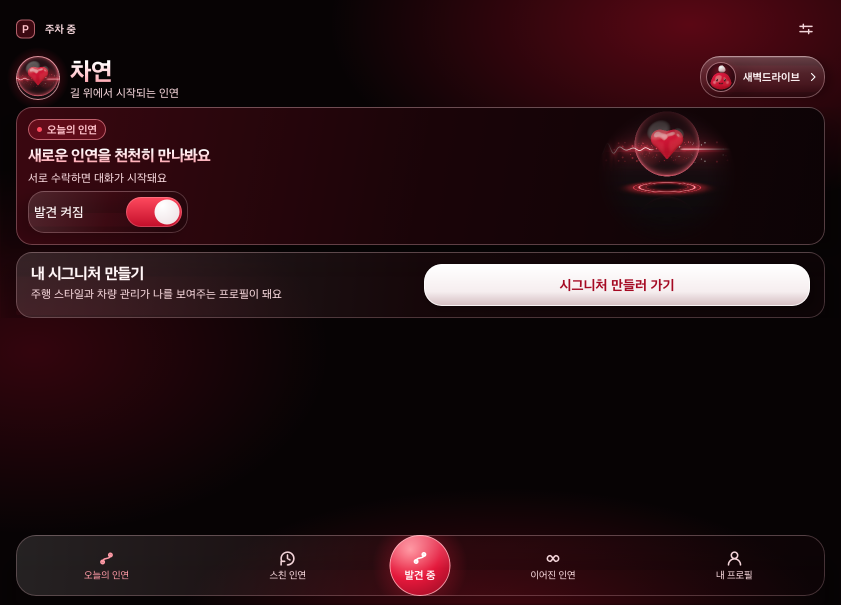 P 주차 중
차연
길 위에서 시작되는 인연
새벽드라이브
오늘의 인연
새로운 인연을 천천히 만나봐요
서로 수락하면 대화가 시작돼요
발견 켜짐
내 시그니처 만들기
주행 스타일과 차량 관리가 나를 보여주는 프로필이 돼요
시그니처 만들러 가기
오늘의 인연
스친 인연
발견 중
이어진 인연
내 프로필